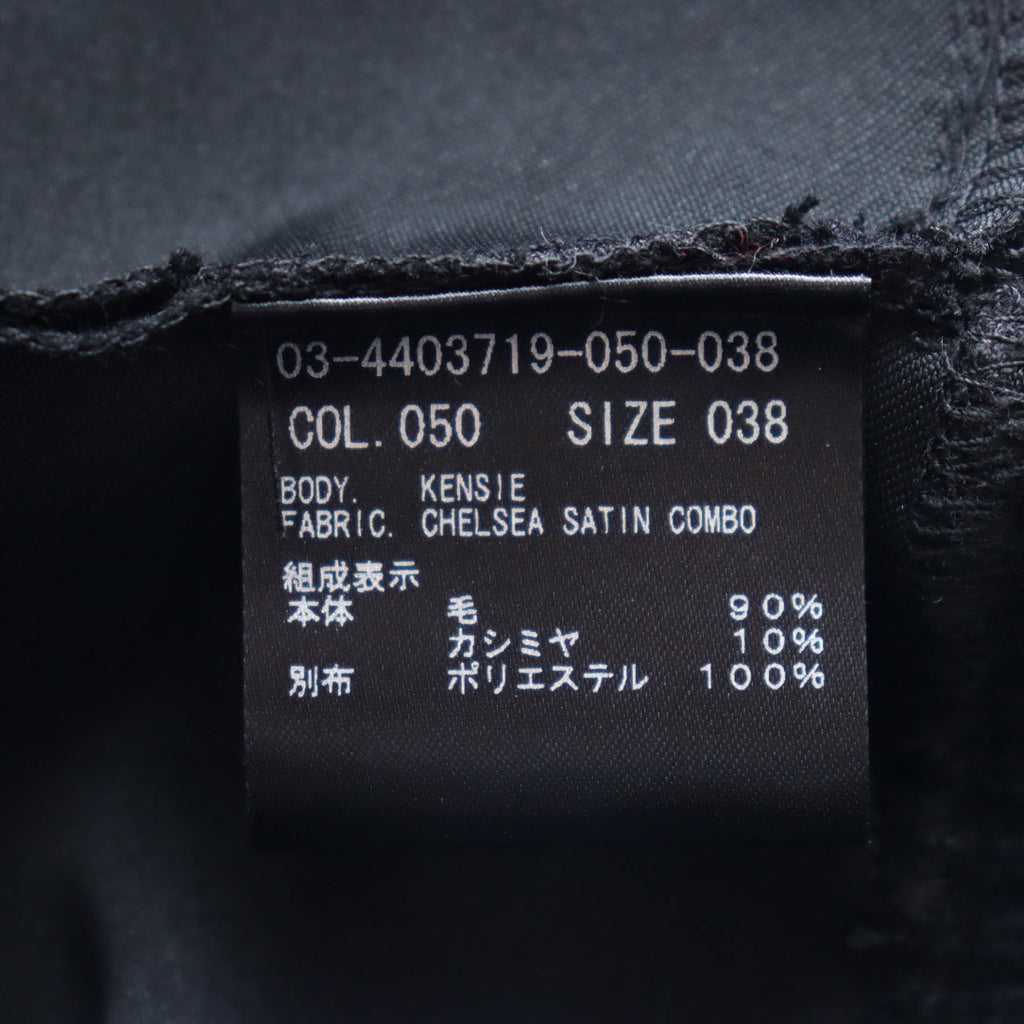 03-4403719-050-038
COL. 050 SIZE 038
BODY. KENSIE
FABRIC. CHELSEA SATIN COMBO
組成表示
本体 毛 90%
カシミヤ 10%
別布 ポリエステル 100%